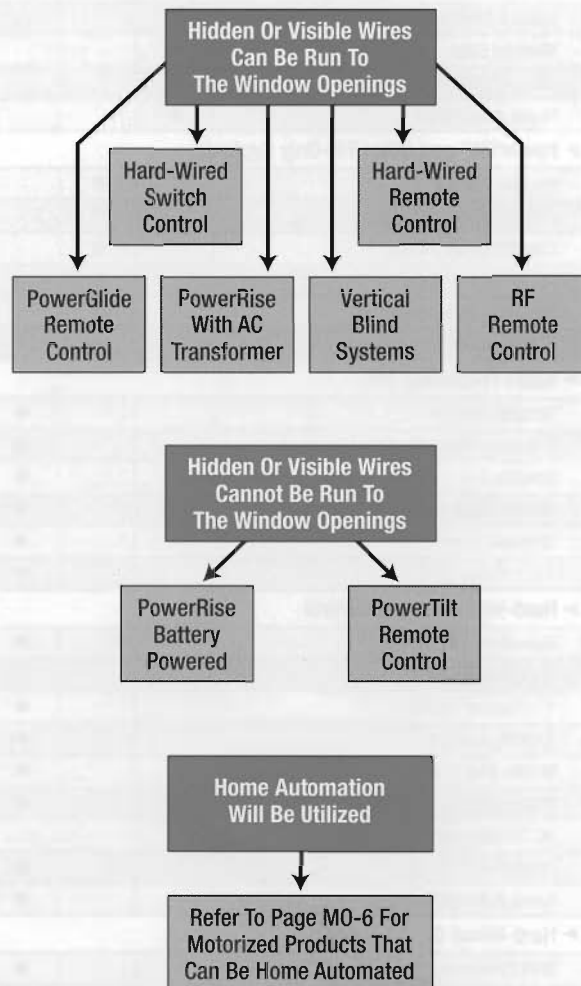 Hidden Or Visible Wires
Can Be Run To
The Window Openings
Hard-Wired
Switch
Control
Hard-Wired
Remote
Control
PowerGlide
Remote
Control
PowerRise
With AC
Transformer
Vertical
Blind
Systems
RF
Remote
Control
Hidden Or Visible Wires
Cannot Be Run To
The Window Openings
PowerRise
Battery
Powered
PowerTilt
Remote
Control
Home Automation
Will Be Utilized
Refer To Page MO-6 For
Motorized Products That
Can Be Home Automated